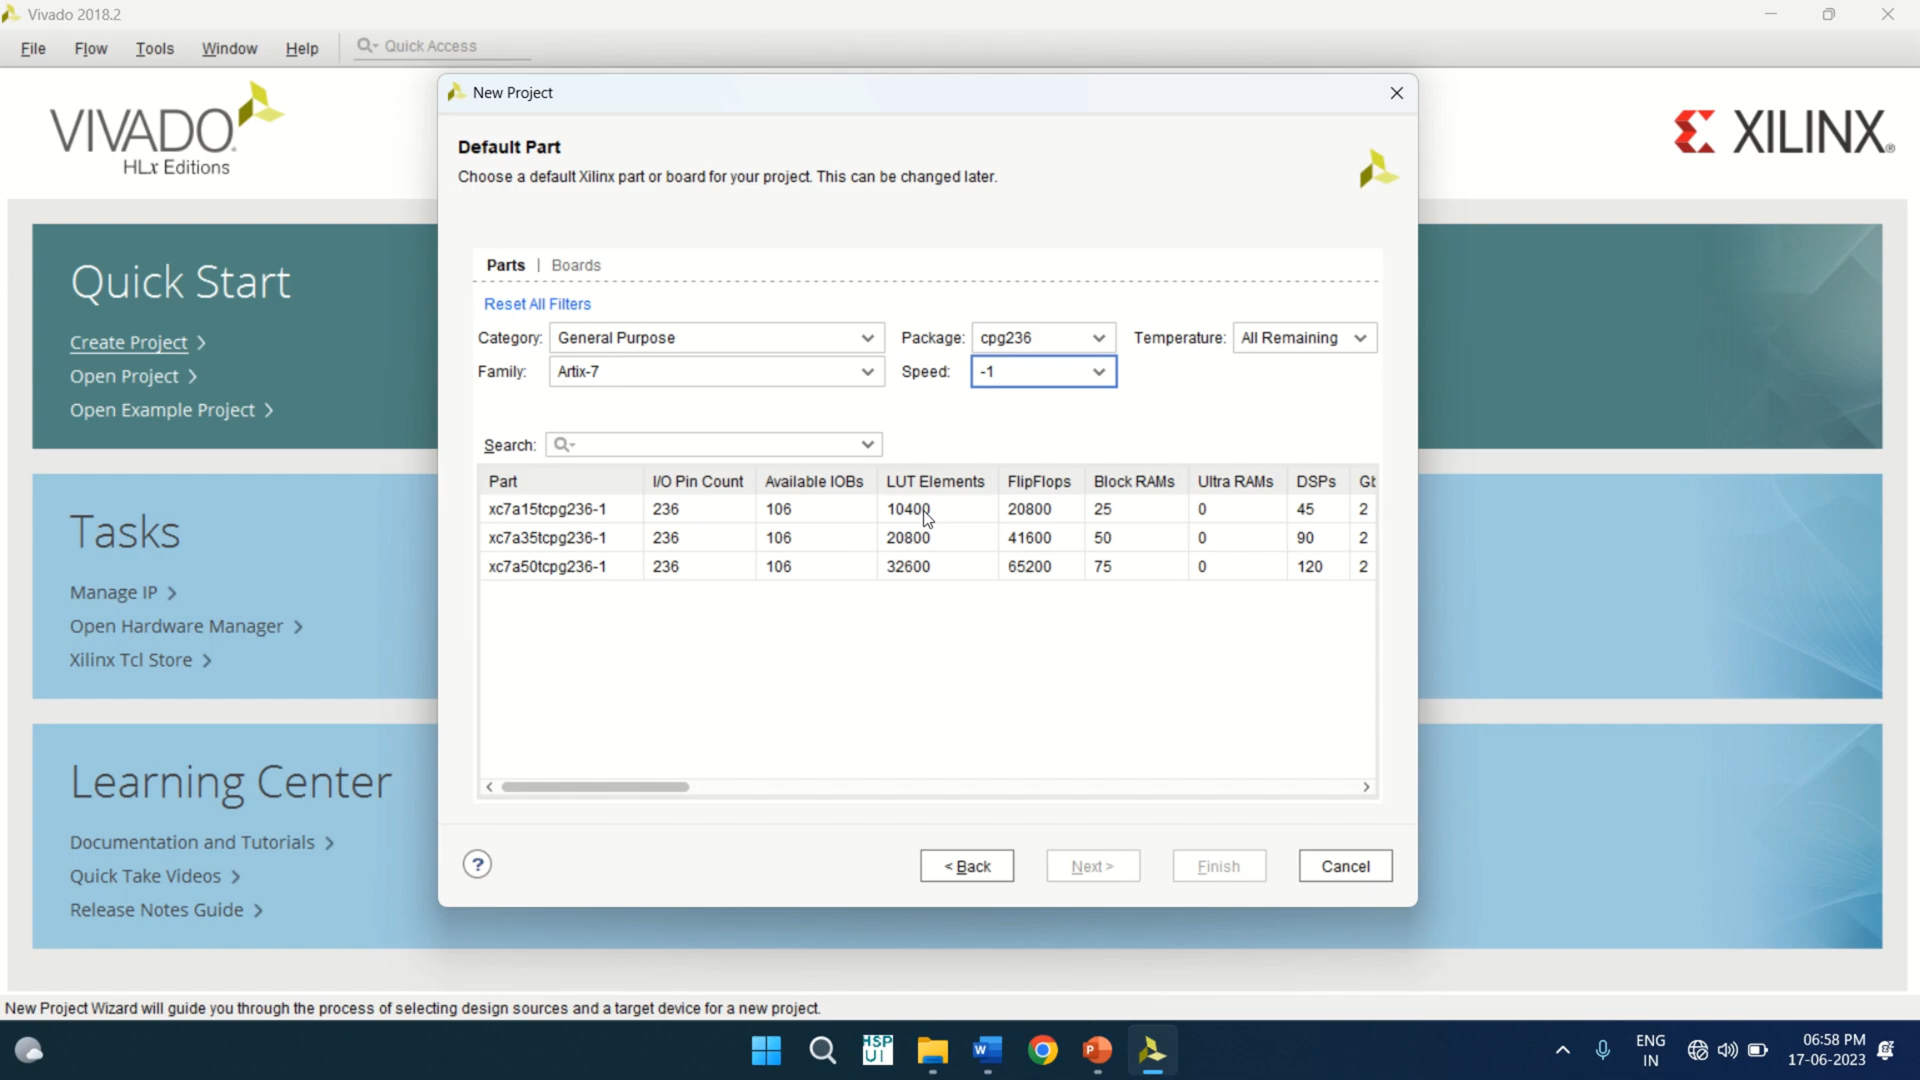 Vivado 2018.2
File Flow Tools Window Help Quick Access
VIVADO
HLx Editions
XILINX
Quick Start
Create Project
Open Project
Open Example Project
Tasks
Manage IP
Open Hardware Manager
Xilinx Tcl Store
Learning Center
Documentation and Tutorials
Quick Take Videos
Release Notes Guide
New Project
Default Part
Choose a default Xilinx part or board for your project. This can be changed later.
Parts | Boards
Reset All Filters
Category: General Purpose Package: cpg236 Temperature: All Remaining
Family: Artix-7 Speed: -1
Search:
Part I/O Pin Count Available IOBs LUT Elements FlipFlops Block RAMs Ultra RAMs DSPs Gt
xc7a15tcpg236-1 236 106 10400 20800 25 0 45 2
xc7a35tcpg236-1 236 106 20800 41600 50 0 90 2
xc7a50tcpg236-1 236 106 32600 65200 75 0 120 2
? < Back Next > Finish Cancel
New Project Wizard will guide you through the process of selecting design sources and a target device for a new project.
HSP
UI
ENG
IN
06:58 PM
17-06-2023